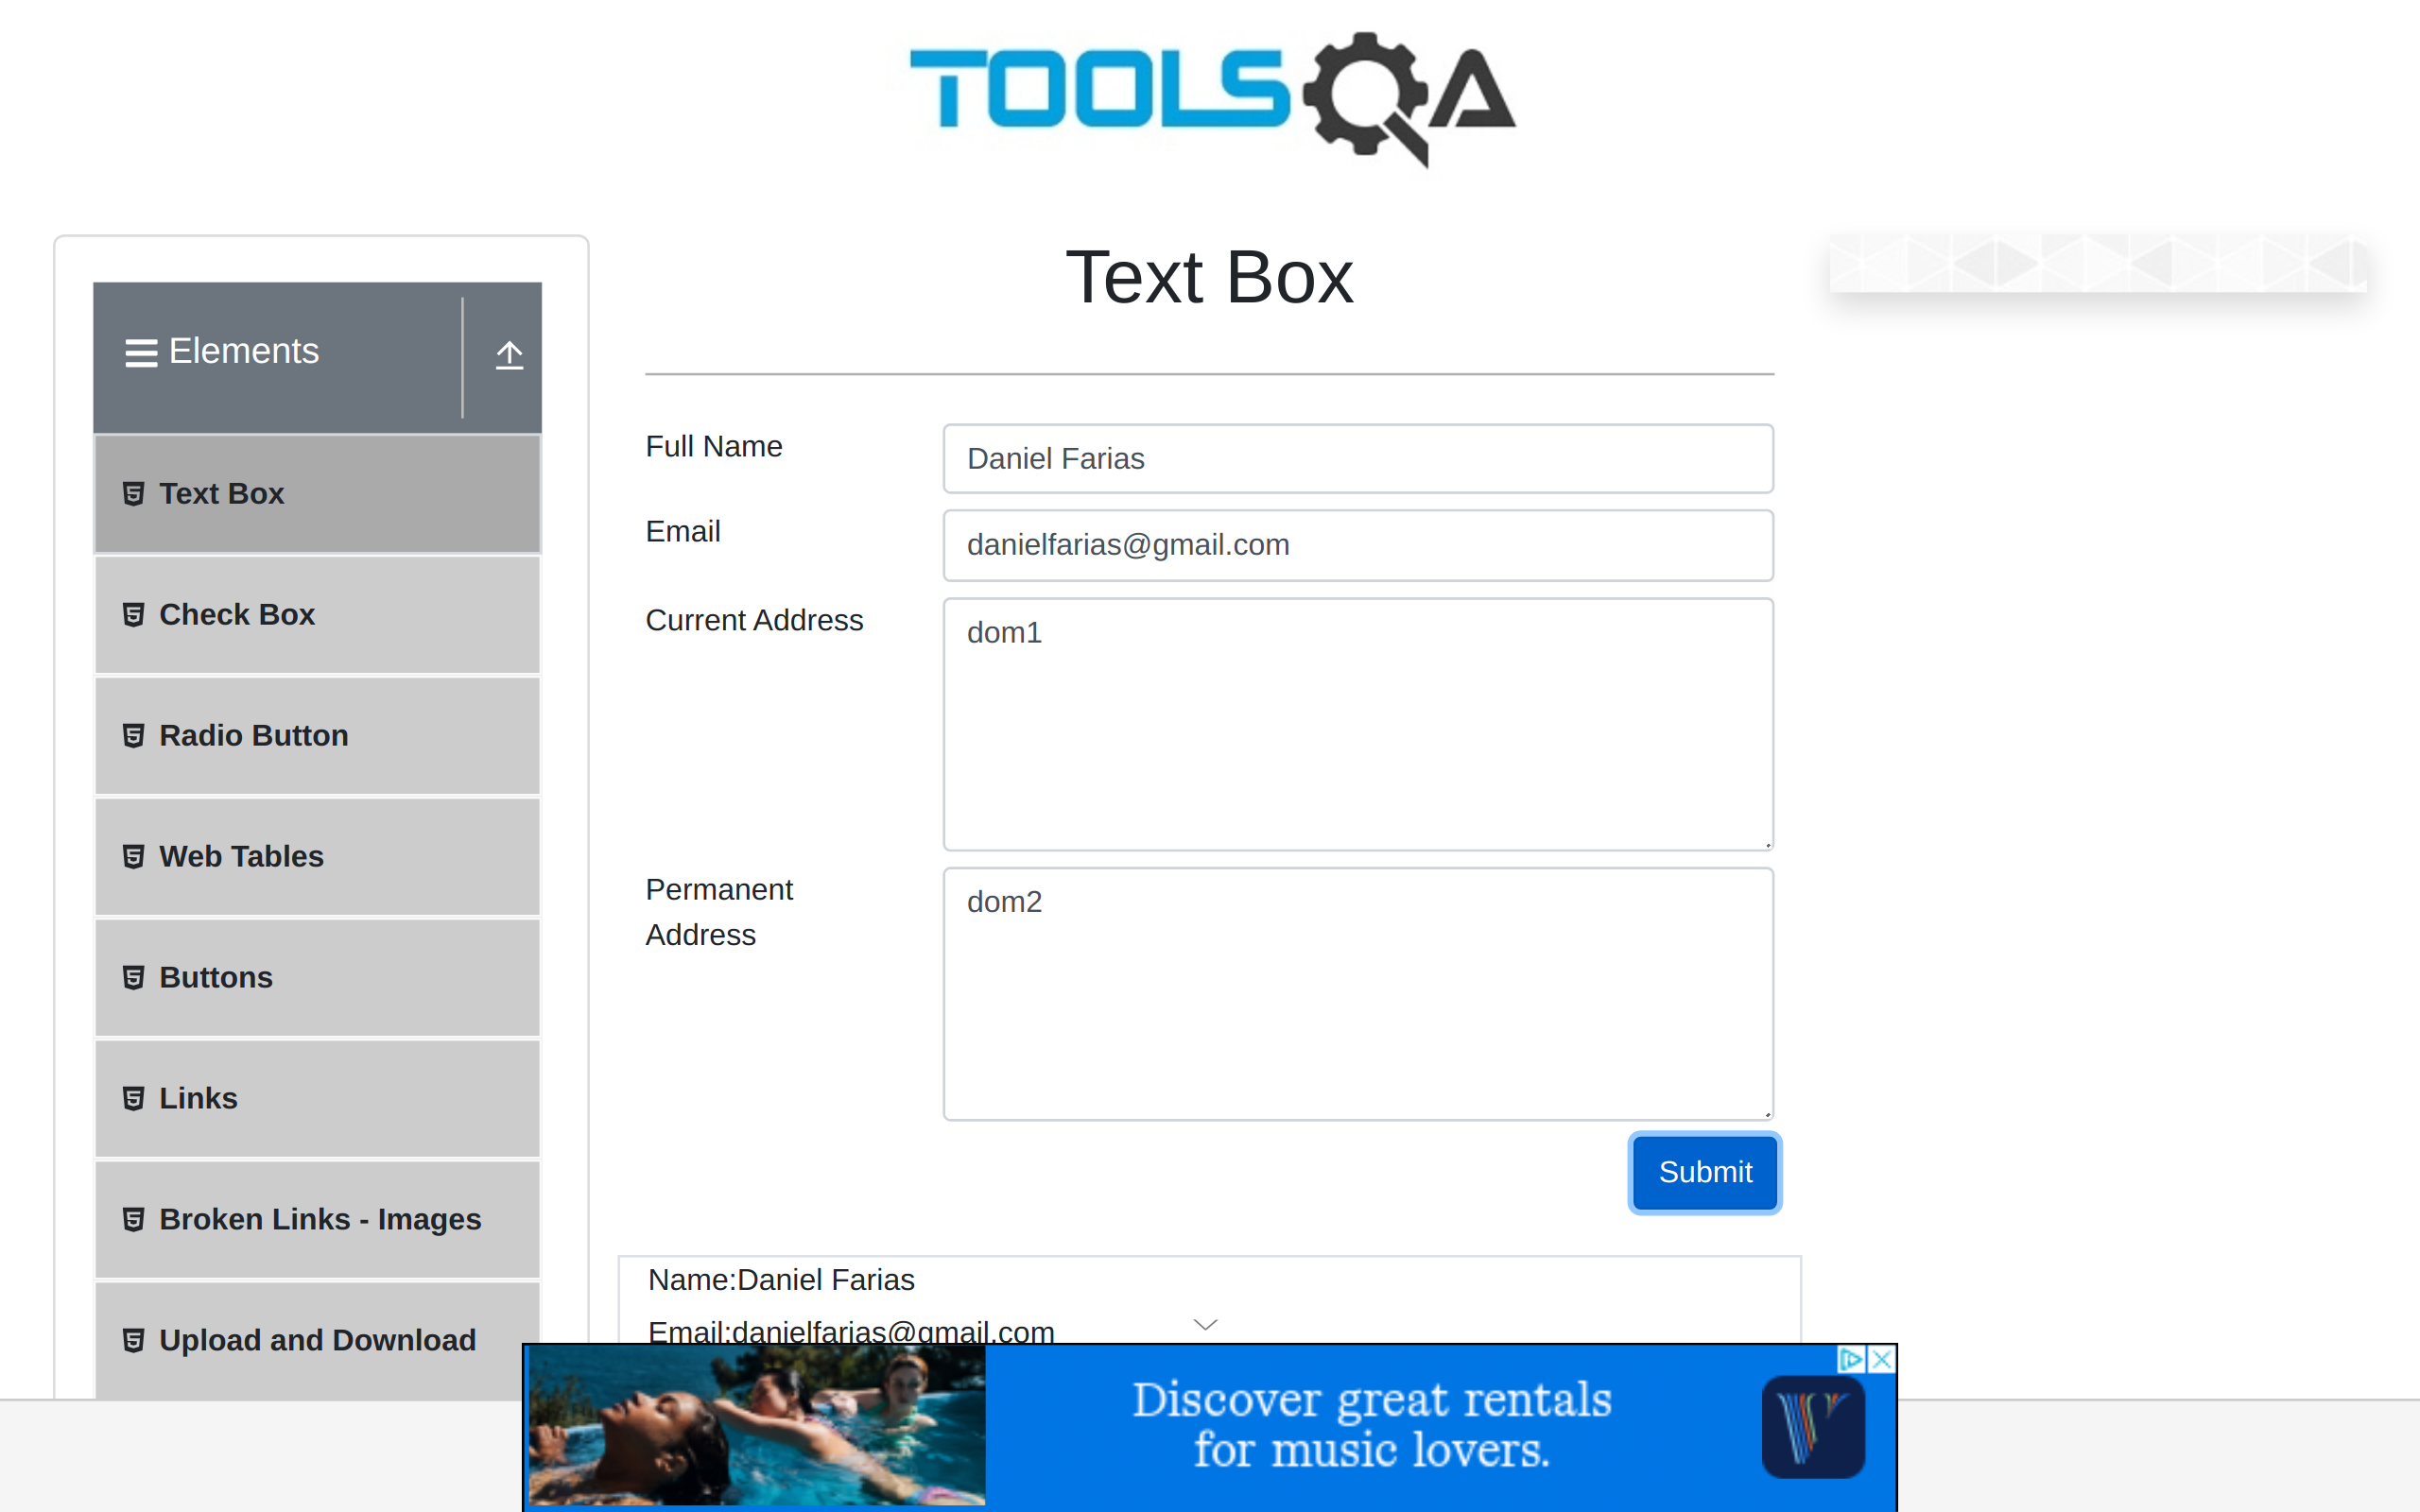 TOOLSQA
Text Box
Elements
Text Box
Check Box
Radio Button
Web Tables
Buttons
Links
Broken Links - Images
Upload and Download
Full Name
Daniel Farias
Email
danielfarias@gmail.com
Current Address
dom1
Permanent
Address
dom2
Submit
Name:Daniel Farias
Email:danielfarias@gmail.com
Discover great rentals
for music lovers.